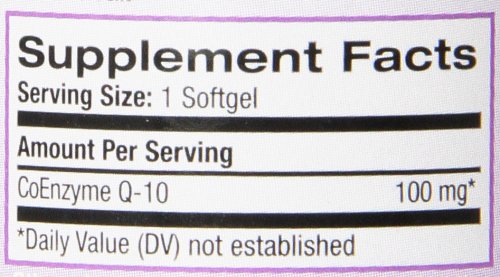 Supplement Facts
Serving Size: 1 Softgel
Amount Per Serving
CoEnzyme Q-10 100 mg*
*Daily Value (DV) not established